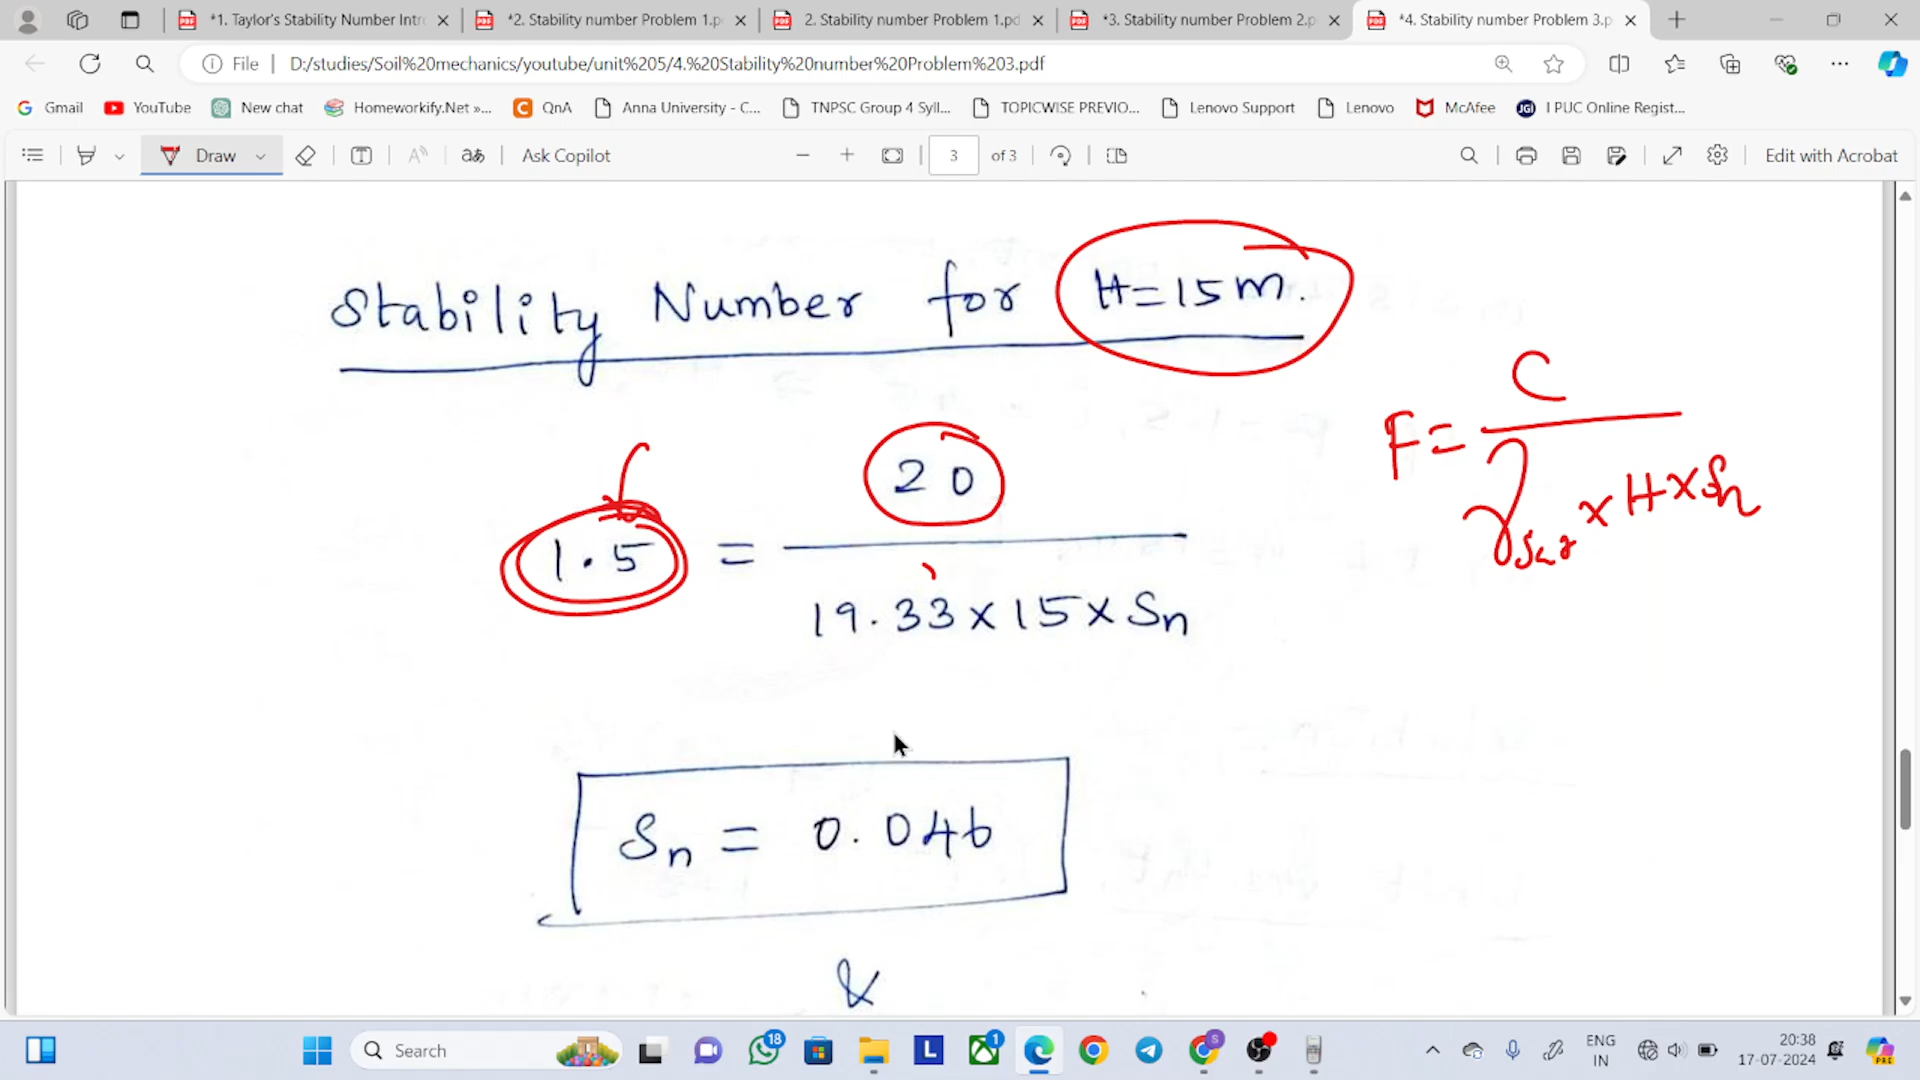 *1. Taylor's Stability Number Intr
*2. Stability number Problem 1.p
2. Stability number Problem 1.pd
*3. Stability number Problem 2.p
*4. Stability number Problem 3.p
File
D:/studies/Soil%20mechanics/youtube/unit%205/4.%20Stability%20number%20Problem%203.pdf
Gmail
YouTube
New chat
Homeworkify.Net »...
QnA
Anna University - C...
TNPSC Group 4 Syll...
TOPICWISE PREVIO...
Lenovo Support
Lenovo
McAfee
I PUC Online Regist...
Draw
Ask Copilot
3 of 3
Edit with Acrobat
Stability Number for H=15m.
F = C
γsat × H × Sn
f
20
1.5 =
19.33 × 15 × Sn
Sn = 0.046
&
Search
18
1
ENG
IN
20:38
17-07-2024